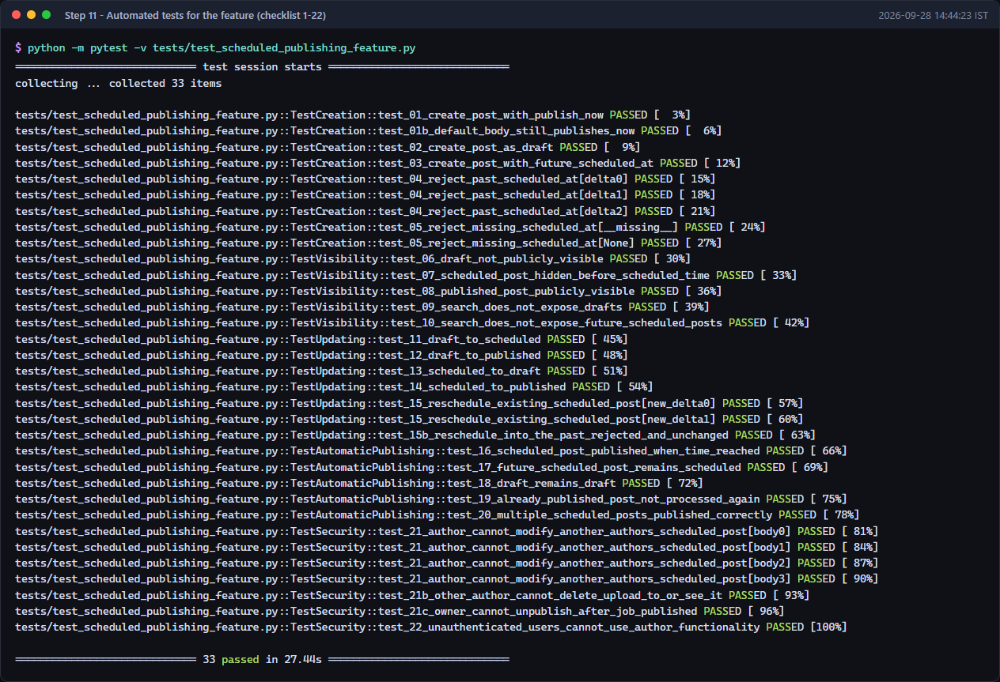 Step 11 - Automated tests for the feature (checklist 1-22)
2026-09-28 14:44:23 IST
$ python -m pytest -v tests/test_scheduled_publishing_feature.py
============================= test session starts =============================
collecting ... collected 33 items
tests/test_scheduled_publishing_feature.py::TestCreation::test_01_create_post_with_publish_now PASSED [  3%]
tests/test_scheduled_publishing_feature.py::TestCreation::test_01b_default_body_still_publishes_now PASSED [  6%]
tests/test_scheduled_publishing_feature.py::TestCreation::test_02_create_post_as_draft PASSED [  9%]
tests/test_scheduled_publishing_feature.py::TestCreation::test_03_create_post_with_future_scheduled_at PASSED [ 12%]
tests/test_scheduled_publishing_feature.py::TestCreation::test_04_reject_past_scheduled_at[delta0] PASSED [ 15%]
tests/test_scheduled_publishing_feature.py::TestCreation::test_04_reject_past_scheduled_at[delta1] PASSED [ 18%]
tests/test_scheduled_publishing_feature.py::TestCreation::test_04_reject_past_scheduled_at[delta2] PASSED [ 21%]
tests/test_scheduled_publishing_feature.py::TestCreation::test_05_reject_missing_scheduled_at[__missing__] PASSED [ 24%]
tests/test_scheduled_publishing_feature.py::TestCreation::test_05_reject_missing_scheduled_at[None] PASSED [ 27%]
tests/test_scheduled_publishing_feature.py::TestVisibility::test_06_draft_not_publicly_visible PASSED [ 30%]
tests/test_scheduled_publishing_feature.py::TestVisibility::test_07_scheduled_post_hidden_before_scheduled_time PASSED [ 33%]
tests/test_scheduled_publishing_feature.py::TestVisibility::test_08_published_post_publicly_visible PASSED [ 36%]
tests/test_scheduled_publishing_feature.py::TestVisibility::test_09_search_does_not_expose_drafts PASSED [ 39%]
tests/test_scheduled_publishing_feature.py::TestVisibility::test_10_search_does_not_expose_future_scheduled_posts PASSED [ 42%]
tests/test_scheduled_publishing_feature.py::TestUpdating::test_11_draft_to_scheduled PASSED [ 45%]
tests/test_scheduled_publishing_feature.py::TestUpdating::test_12_draft_to_published PASSED [ 48%]
tests/test_scheduled_publishing_feature.py::TestUpdating::test_13_scheduled_to_draft PASSED [ 51%]
tests/test_scheduled_publishing_feature.py::TestUpdating::test_14_scheduled_to_published PASSED [ 54%]
tests/test_scheduled_publishing_feature.py::TestUpdating::test_15_reschedule_existing_scheduled_post[new_delta0] PASSED [ 57%]
tests/test_scheduled_publishing_feature.py::TestUpdating::test_15_reschedule_existing_scheduled_post[new_delta1] PASSED [ 60%]
tests/test_scheduled_publishing_feature.py::TestUpdating::test_15b_reschedule_into_the_past_rejected_and_unchanged PASSED [ 63%]
tests/test_scheduled_publishing_feature.py::TestAutomaticPublishing::test_16_scheduled_post_published_when_time_reached PASSED [ 66%]
tests/test_scheduled_publishing_feature.py::TestAutomaticPublishing::test_17_future_scheduled_post_remains_scheduled PASSED [ 69%]
tests/test_scheduled_publishing_feature.py::TestAutomaticPublishing::test_18_draft_remains_draft PASSED [ 72%]
tests/test_scheduled_publishing_feature.py::TestAutomaticPublishing::test_19_already_published_post_not_processed_again PASSED [ 75%]
tests/test_scheduled_publishing_feature.py::TestAutomaticPublishing::test_20_multiple_scheduled_posts_published_correctly PASSED [ 78%]
tests/test_scheduled_publishing_feature.py::TestSecurity::test_21_author_cannot_modify_another_authors_scheduled_post[body0] PASSED [ 81%]
tests/test_scheduled_publishing_feature.py::TestSecurity::test_21_author_cannot_modify_another_authors_scheduled_post[body1] PASSED [ 84%]
tests/test_scheduled_publishing_feature.py::TestSecurity::test_21_author_cannot_modify_another_authors_scheduled_post[body2] PASSED [ 87%]
tests/test_scheduled_publishing_feature.py::TestSecurity::test_21_author_cannot_modify_another_authors_scheduled_post[body3] PASSED [ 90%]
tests/test_scheduled_publishing_feature.py::TestSecurity::test_21b_other_author_cannot_delete_upload_to_or_see_it PASSED [ 93%]
tests/test_scheduled_publishing_feature.py::TestSecurity::test_21c_owner_cannot_unpublish_after_job_published PASSED [ 96%]
tests/test_scheduled_publishing_feature.py::TestSecurity::test_22_unauthenticated_users_cannot_use_author_functionality PASSED [100%]
============================= 33 passed in 27.44s =============================